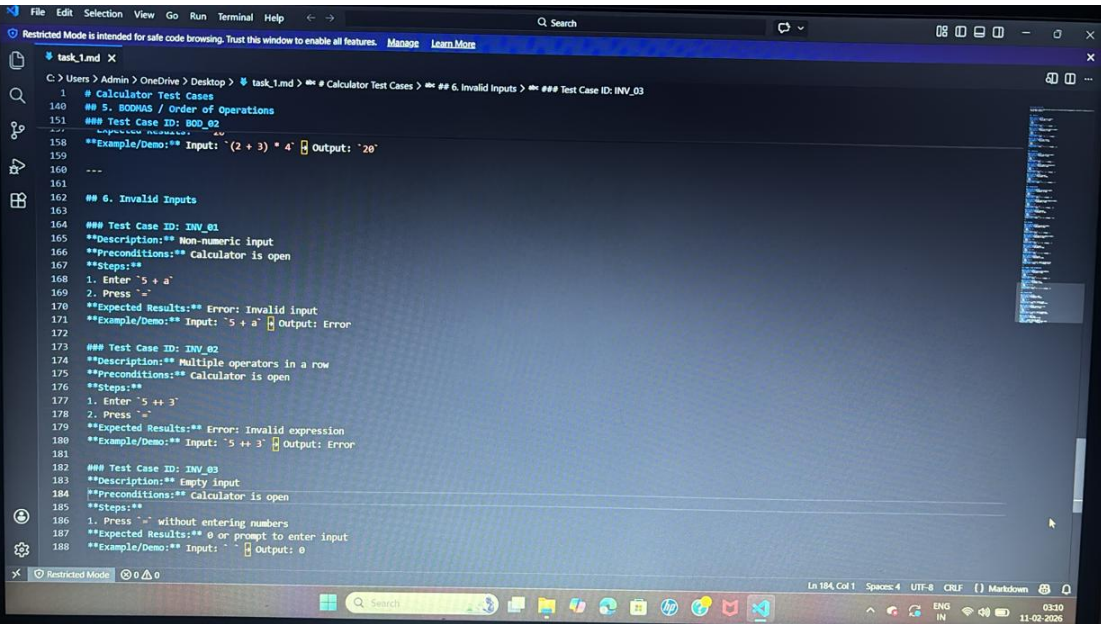 File Edit Selection View Go Run Terminal Help
Search
Restricted Mode is intended for safe code browsing. Trust this window to enable all features. Manage Learn More
task_1.md
C: > Users > Admin > OneDrive > Desktop > task_1.md > # Calculator Test Cases > ## 6. Invalid Inputs > ### Test Case ID: INV_03
1 # Calculator Test Cases
140 ## 5. BODMAS / Order of Operations
151 ### Test Case ID: BOD_02
157 **Expected Results:** `20`
158 **Example/Demo:** Input: `(2 + 3) * 4` → Output: `20`
159
160 ---
161
162 ## 6. Invalid Inputs
163
164 ### Test Case ID: INV_01
165 **Description:** Non-numeric input
166 **Preconditions:** Calculator is open
167 **Steps:**
168 1. Enter `5 + a`
169 2. Press `=`
170 **Expected Results:** Error: Invalid input
171 **Example/Demo:** Input: `5 + a` → Output: Error
172
173 ### Test Case ID: INV_02
174 **Description:** Multiple operators in a row
175 **Preconditions:** Calculator is open
176 **Steps:**
177 1. Enter `5 ++ 3`
178 2. Press `=`
179 **Expected Results:** Error: Invalid expression
180 **Example/Demo:** Input: `5 ++ 3` → Output: Error
181
182 ### Test Case ID: INV_03
183 **Description:** Empty input
184 **Preconditions:** Calculator is open
185 **Steps:**
186 1. Press `=` without entering numbers
187 **Expected Results:** 0 or prompt to enter input
188 **Example/Demo:** Input: ` ` → Output: 0
Restricted Mode 0 0
Ln 184, Col 1 Spaces: 4 UTF-8 CRLF {} Markdown
Search
ENG
IN
03:10
11-02-2026